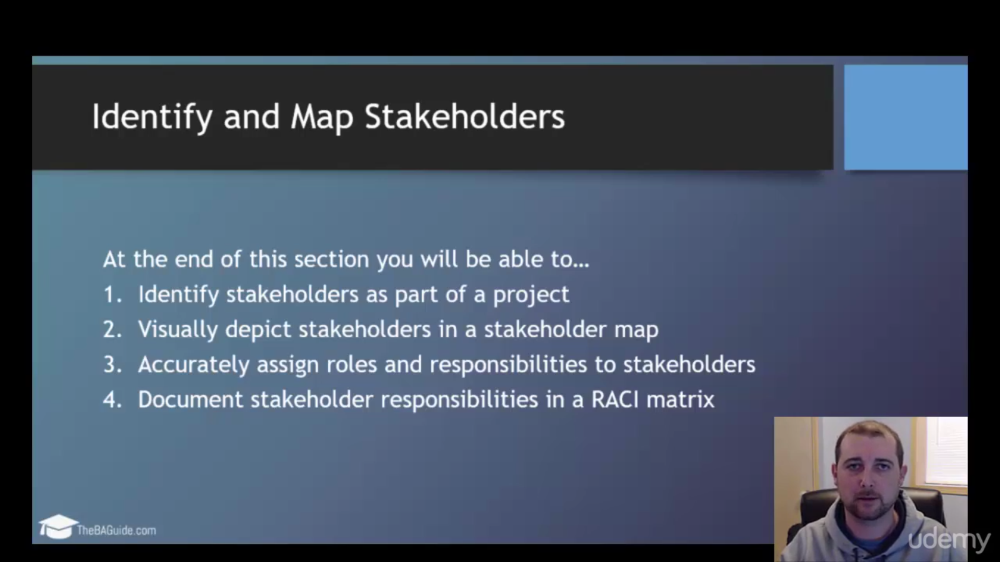 Identify and Map Stakeholders
At the end of this section you will be able to…
1. Identify stakeholders as part of a project
2. Visually depict stakeholders in a stakeholder map
3. Accurately assign roles and responsibilities to stakeholders
4. Document stakeholder responsibilities in a RACI matrix
TheBAGuide.com
udemy